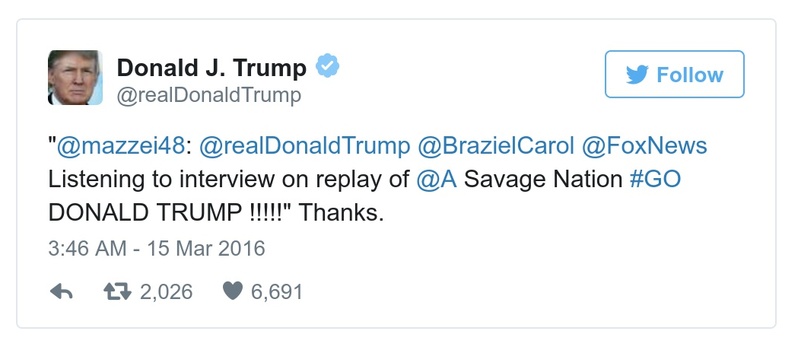 Donald J. Trump
@realDonaldTrump
Follow
"@mazzei48: @realDonaldTrump @BrazielCarol @FoxNews
Listening to interview on replay of @A Savage Nation #GO
DONALD TRUMP !!!!!" Thanks.
3:46 AM - 15 Mar 2016
2,026 6,691